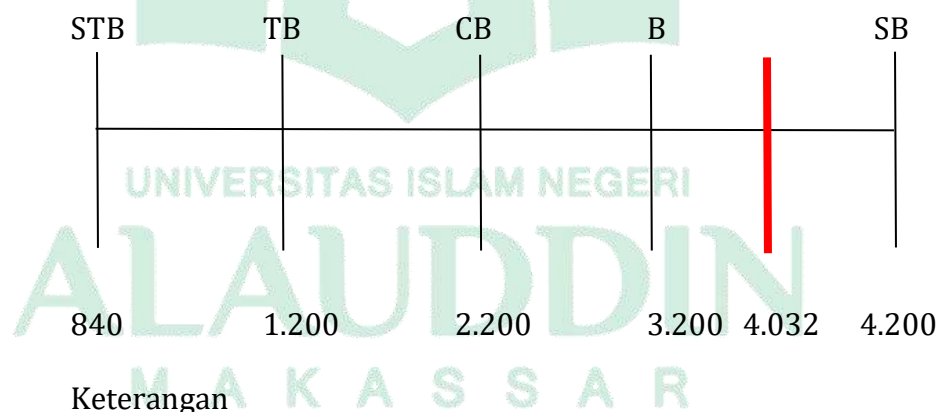 STB TB CB B SB
UNIVERSITAS ISLAM NEGERI
ALAUDDIN
840 1.200 2.200 3.200 4.032 4.200
MAKASSAR
Keterangan